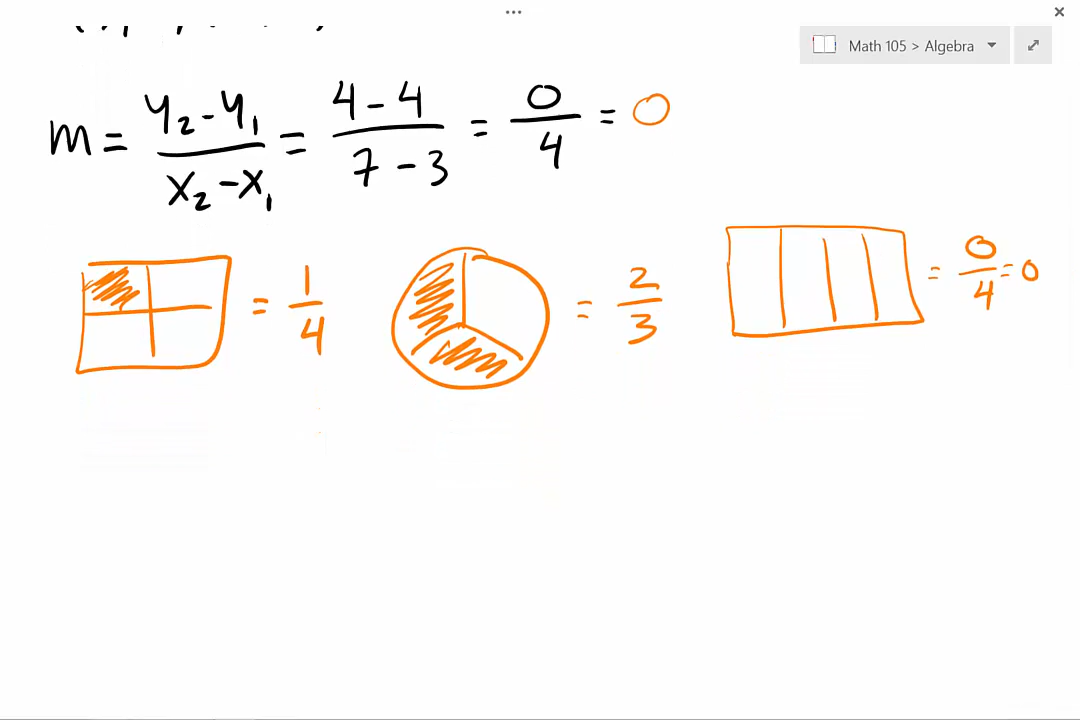 Math 105 > Algebra
m = y₂-y₁/x₂-x₁ = 4-4/7-3 = 0/4 = 0
= 1/4 = 2/3 = 0/4 = 0